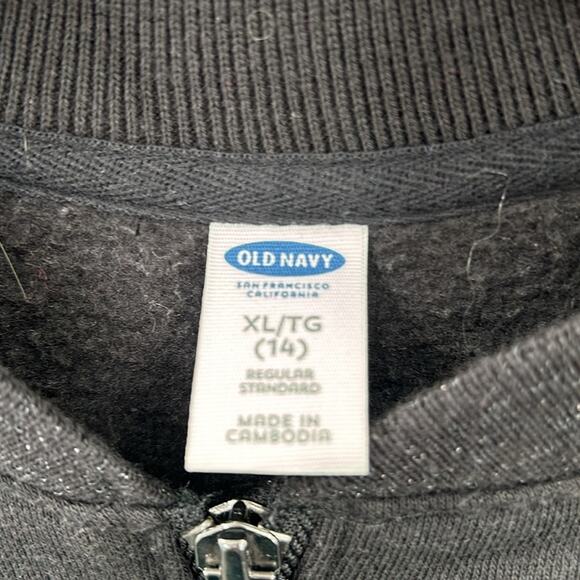 OLD NAVY
SAN FRANCISCO
CALIFORNIA
XL/TG
(14)
REGULAR
STANDARD
MADE IN
CAMBODIA